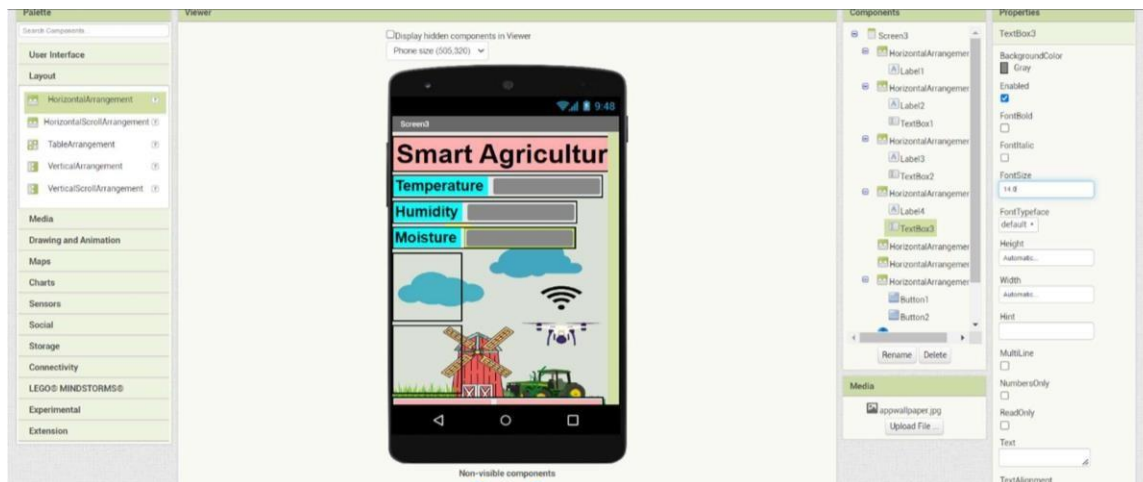 Palette
Search Components...
User Interface
Layout
HorizontalArrangement
HorizontalScrollArrangement
TableArrangement
VerticalArrangement
VerticalScrollArrangement
Media
Drawing and Animation
Maps
Charts
Sensors
Social
Storage
Connectivity
LEGO® MINDSTORMS®
Experimental
Extension
Viewer
Display hidden components in Viewer
Phone size (505,320)
9:48
Screen3
Smart Agricultur
Temperature
Humidity
Moisture
Non-visible components
Components
Screen3
HorizontalArrangemer
Label1
HorizontalArrangemer
Label2
TextBox1
HorizontalArrangemer
Label3
TextBox2
HorizontalArrangemer
Label4
TextBox3
HorizontalArrangemer
HorizontalArrangemer
HorizontalArrangemer
Button1
Button2
Rename Delete
Media
appwallpaper.jpg
Upload File ...
Properties
TextBox3
BackgroundColor
Gray
Enabled
FontBold
FontItalic
FontSize
14.0
FontTypeface
default
Height
Automatic...
Width
Automatic...
Hint
MultiLine
NumbersOnly
ReadOnly
Text
TextAlignment